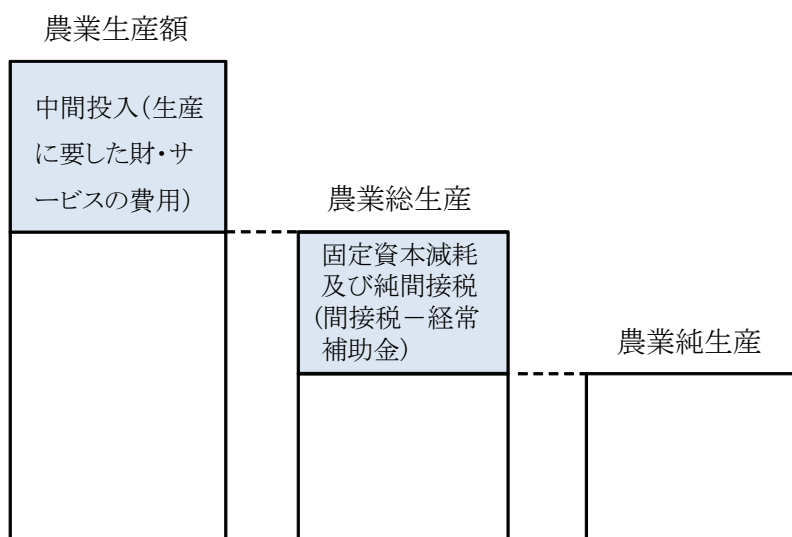 農業生産額
中間投入(生産
に要した財・サ
ービスの費用)
農業総生産
固定資本減耗
及び純間接税
(間接税－経常
補助金)
農業純生産